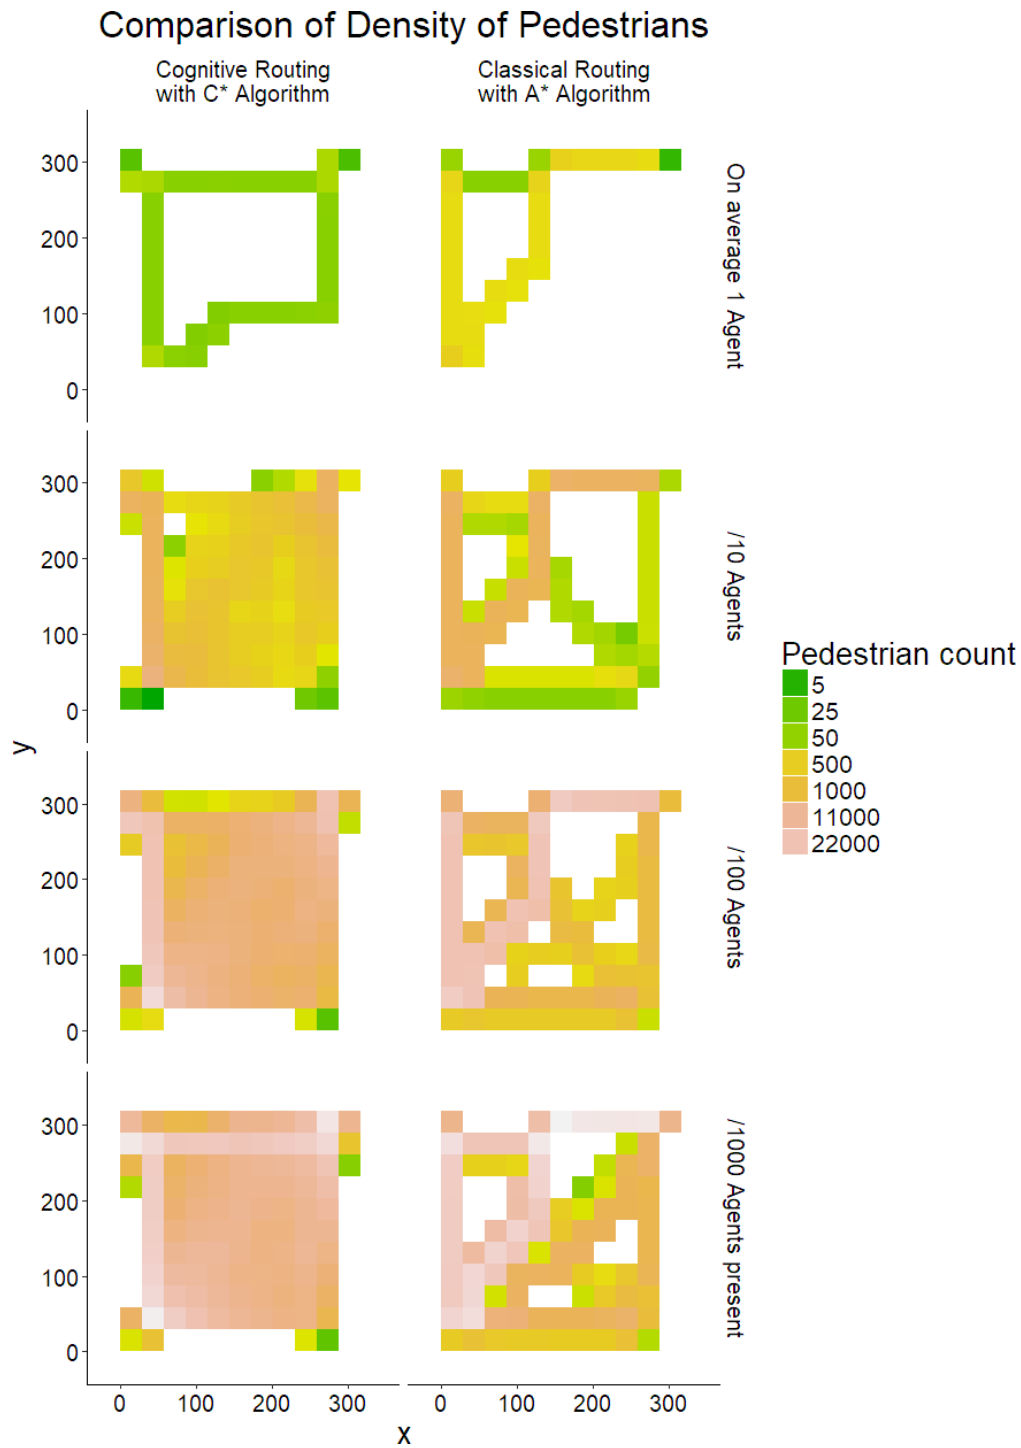 Comparison of Density of Pedestrians
Cognitive Routing
with C* Algorithm
Classical Routing
with A* Algorithm
300
200
100
0
On average 1 Agent
300
200
100
0
/10 Agents
300
200
100
0
/100 Agents
300
200
100
0
/1000 Agents present
y
0 100 200 300
0 100 200 300
x
Pedestrian count
5
25
50
500
1000
11000
22000